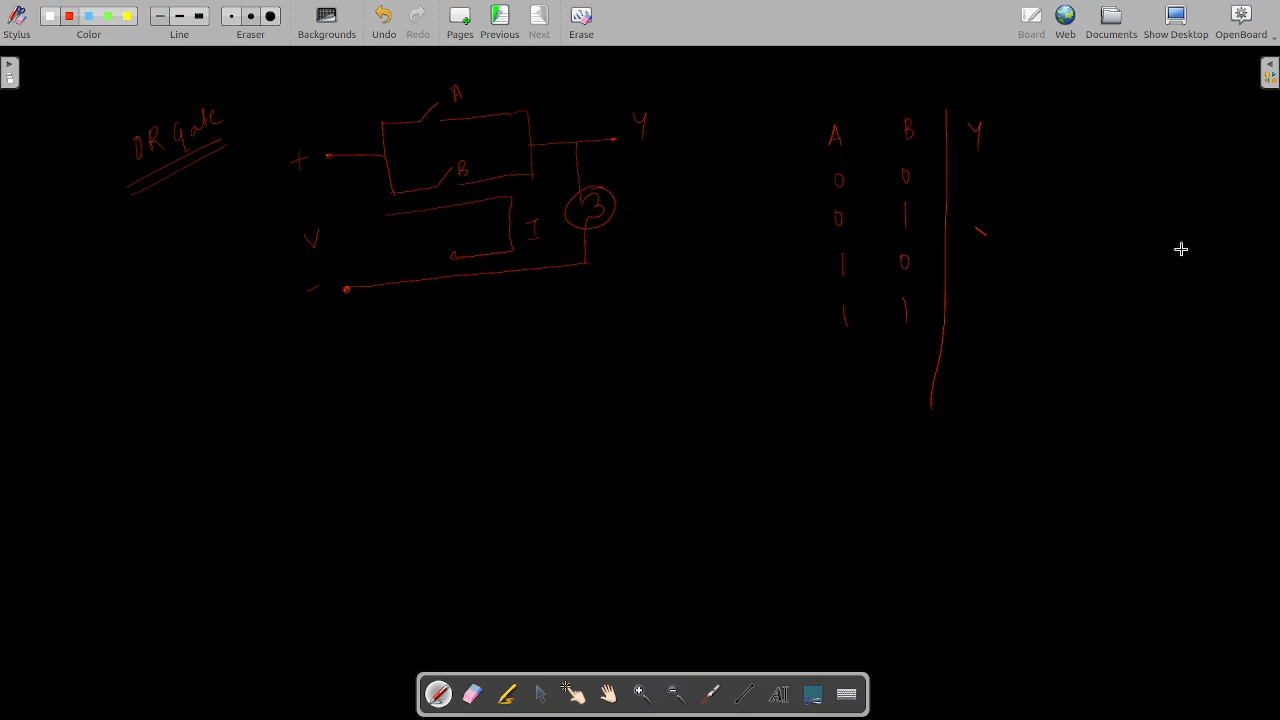 Stylus Color Line Eraser Backgrounds Undo Redo Pages Previous Next Erase Board Web Documents Show Desktop OpenBoard
OR Gate
A
Y
+
B
V
I
-
A B Y
0 0
0 1
1 0
1 1
AI